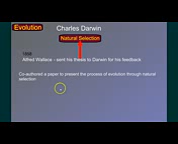 Evolution
Charles Darwin
Natural Selection
1858
Alfred Wallace - sent his thesis to Darwin for his feedback
Co-authored a paper to present the process of evolution through natural
selection